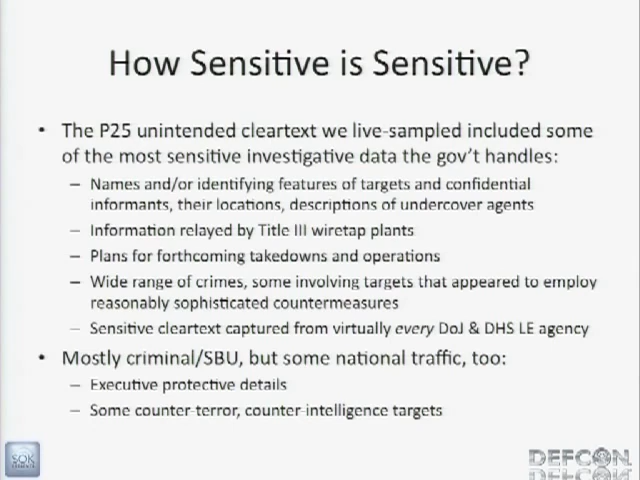 How Sensitive is Sensitive?
• The P25 unintended cleartext we live-sampled included some
of the most sensitive investigative data the gov't handles:
– Names and/or identifying features of targets and confidential
informants, their locations, descriptions of undercover agents
– Information relayed by Title III wiretap plants
– Plans for forthcoming takedowns and operations
– Wide range of crimes, some involving targets that appeared to employ
reasonably sophisticated countermeasures
– Sensitive cleartext captured from virtually every DoJ & DHS LE agency
• Mostly criminal/SBU, but some national traffic, too:
– Executive protective details
– Some counter-terror, counter-intelligence targets
SOK
DEFCON